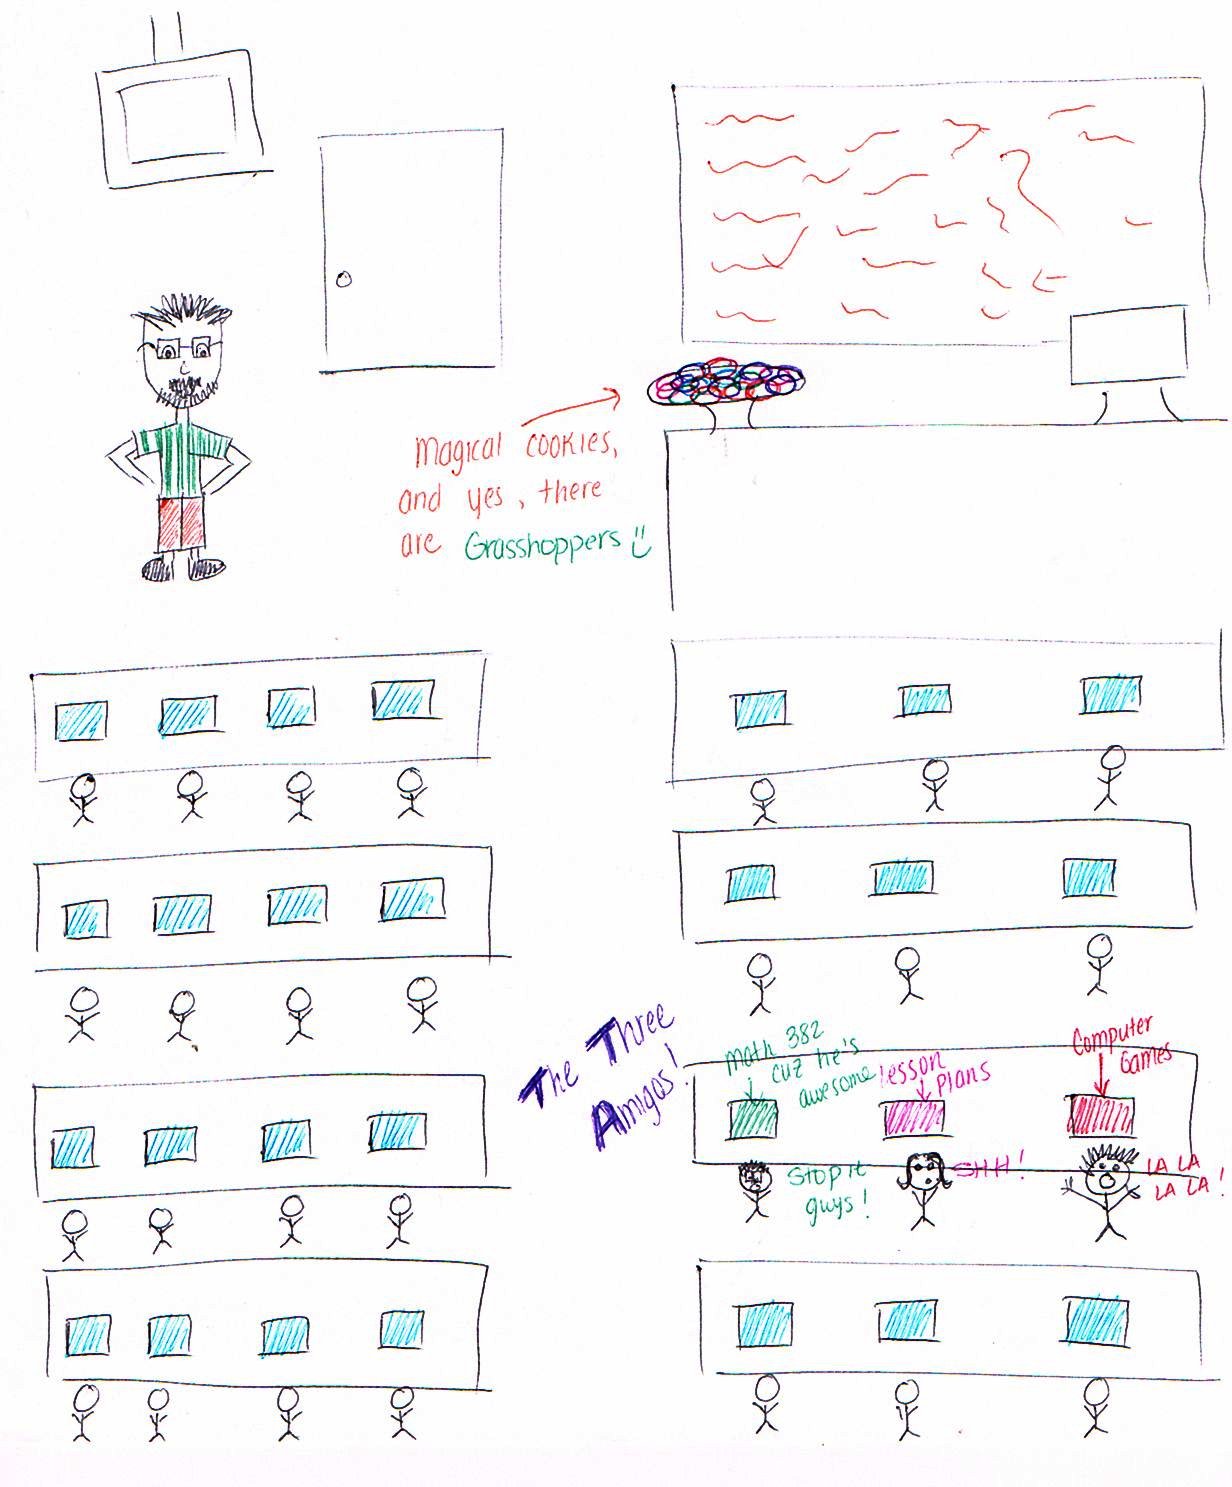 Magical cookies,
and yes, there
are Grasshoppers
The Three
Amigos!
math 382
cuz he's
awesome
lesson
plans
Computer
Games
Stop it
guys!
SHH!
LA LA
LA LA!